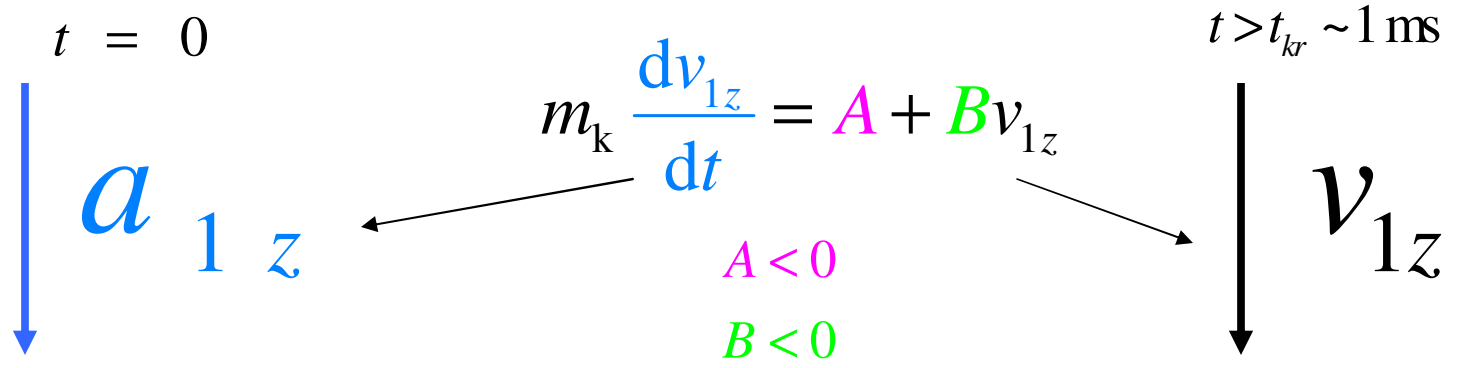 t = 0
t > t_kr ~ 1 ms
m_k dv_1z/dt = A + Bv_1z
a_1z
v_1z
A < 0
B < 0